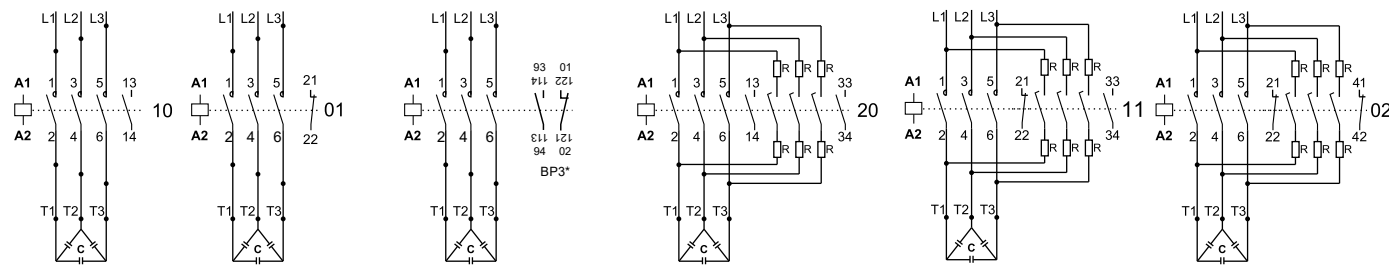 L1 L2 L3
A1 1 3 5 13
10
A2 2 4 6 14
T1 T2 T3
C
L1 L2 L3
A1 1 3 5 21
01
A2 2 4 6 22
T1 T2 T3
C
L1 L2 L3
93 01
114 122
A1 1 3 5
A2 2 4 6
113 121
94 02
BP3*
T1 T2 T3
C
L1 L2 L3
R R R
A1 1 3 5 13 33
20
A2 2 4 6 14 34
R R R
T1 T2 T3
C
L1 L2 L3
R R R
A1 1 3 5 21 33
11
A2 2 4 6 22 34
R R R
T1 T2 T3
C
L1 L2 L3
R R R
A1 1 3 5 21 41
02
A2 2 4 6 22 42
R R R
T1 T2 T3
C